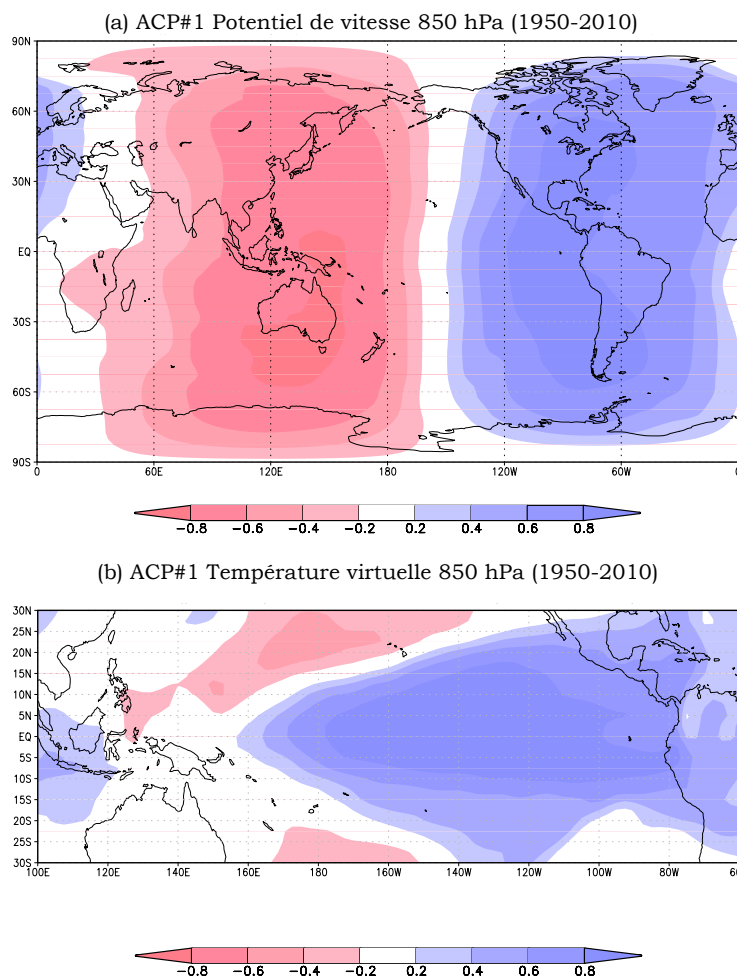 (a) ACP#1 Potentiel de vitesse 850 hPa (1950-2010)
90N
60N
30N
EQ
30S
60S
90S
0 60E 120E 180 120W 60W 0
-0.8 -0.6 -0.4 -0.2 0.2 0.4 0.6 0.8
(b) ACP#1 Température virtuelle 850 hPa (1950-2010)
30N
25N
20N
15N
10N
5N
EQ
5S
10S
15S
20S
25S
30S
100E 120E 140E 160E 180 160W 140W 120W 100W 80W
-0.8 -0.6 -0.4 -0.2 0.2 0.4 0.6 0.8